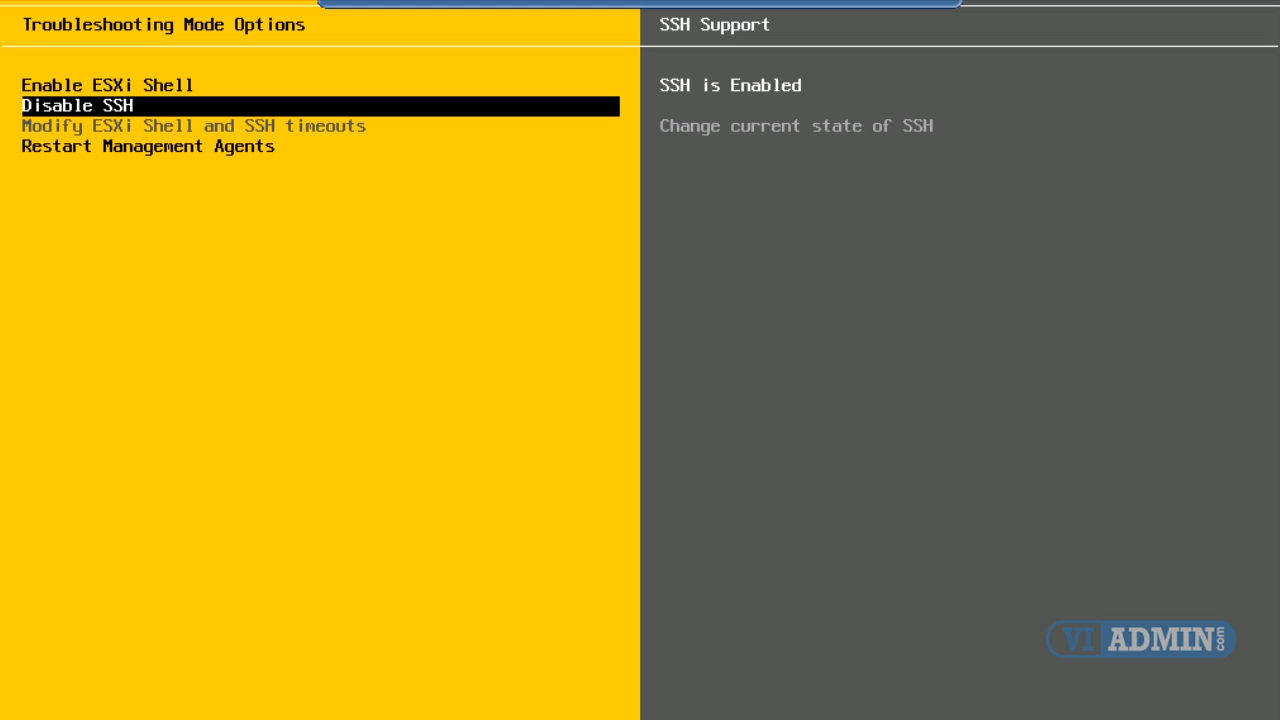 Troubleshooting Mode Options
SSH Support
Enable ESXi Shell
Disable SSH
Modify ESXi Shell and SSH timeouts
Restart Management Agents
SSH is Enabled
Change current state of SSH
VI ADMIN.com